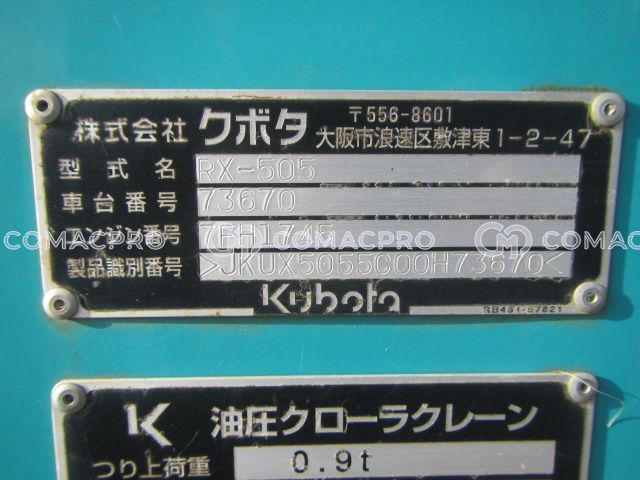 株式会社 クボタ 〒556-8601
大阪市浪速区敷津東1-2-47
型式名 RX-505
車台番号 73670
エンジン番号
製品識別番号 >JKUX5055C00H73670<
Kubota
RB451-57821
COMACPRO COMACPRO COMACPRO
K 油圧クローラクレーン
つり上荷重 0.9t